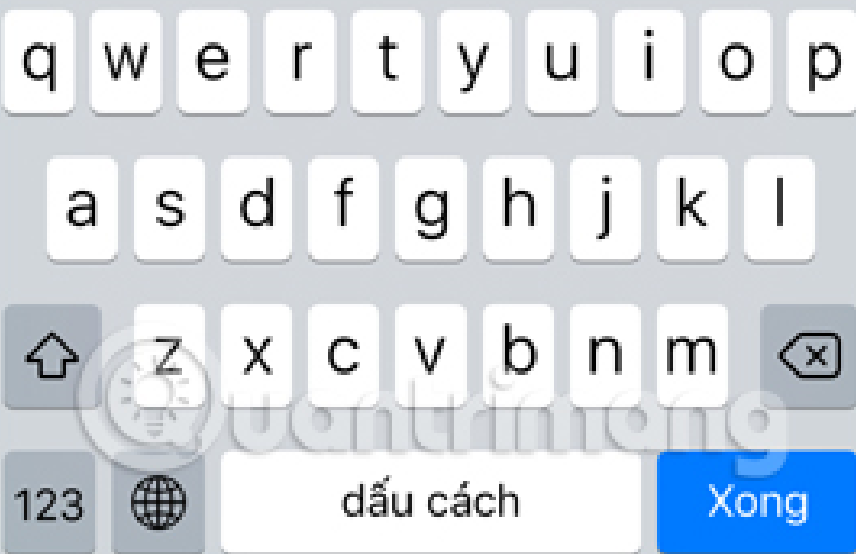 q w e r t y u i o p
a s d f g h j k l
z x c v b n m
Quantrimang
123 dấu cách Xong